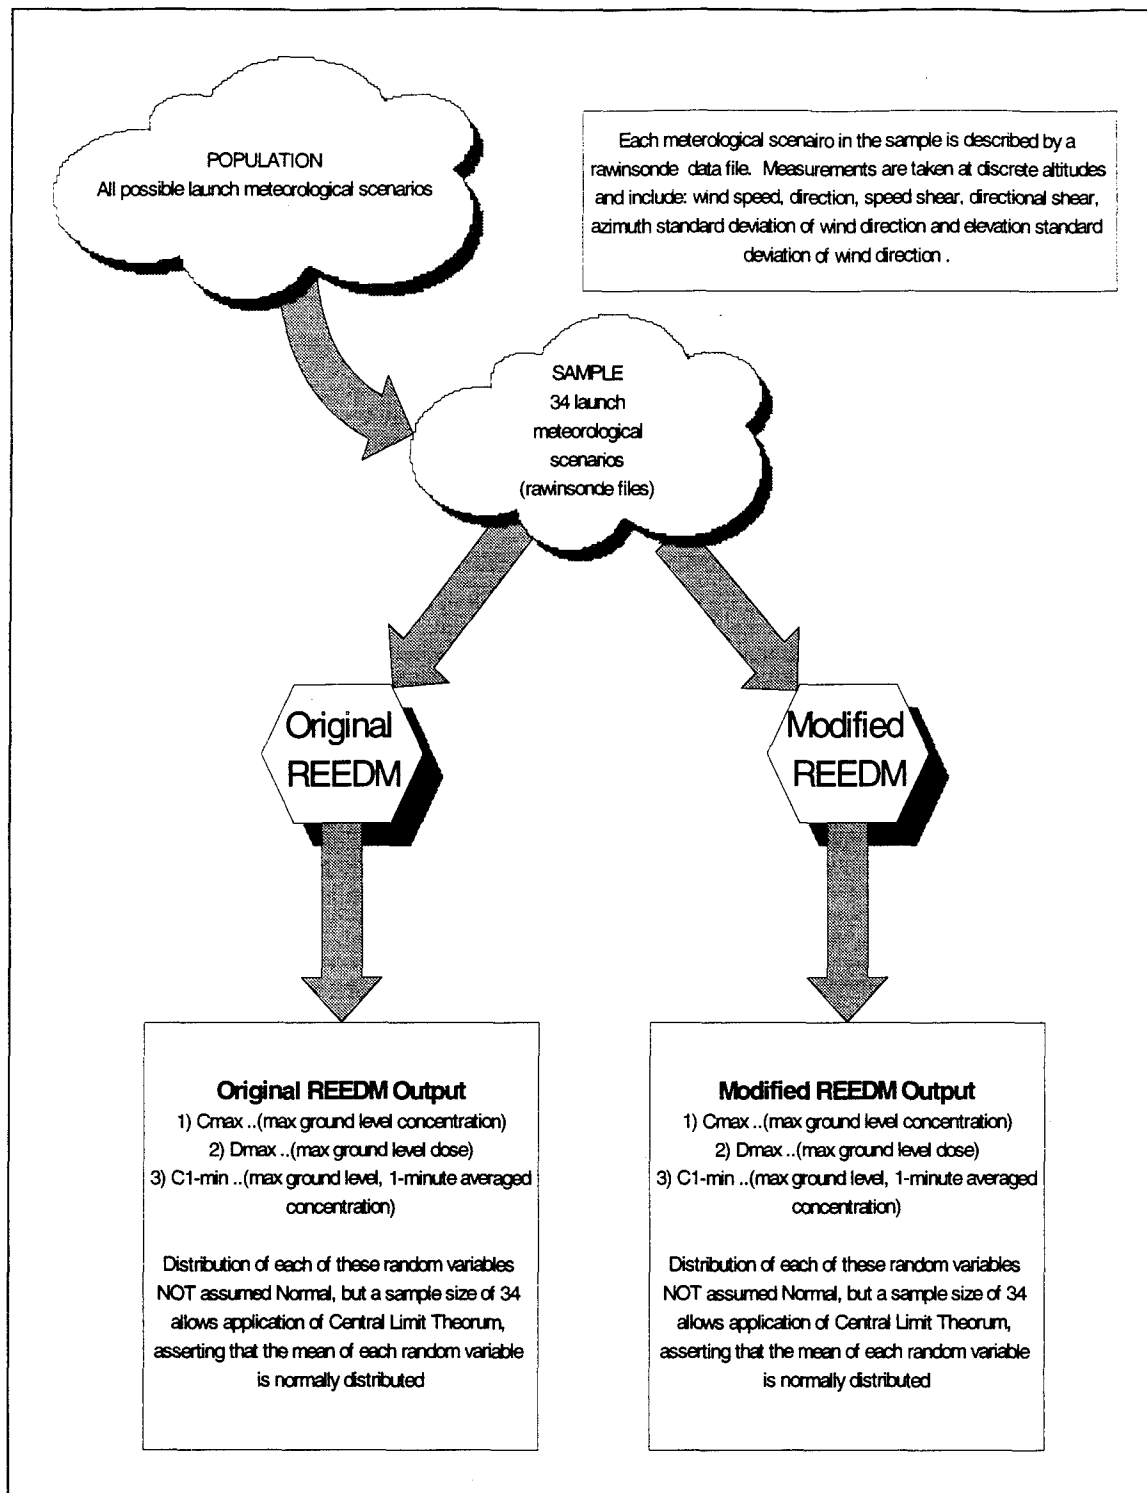 POPULATION
All possible launch meteorological scenarios
Each meterological scenairo in the sample is described by a
rawinsonde data file. Measurements are taken at discrete altitudes
and include: wind speed, direction, speed shear, directional shear,
azimuth standard deviation of wind direction and elevation standard
deviation of wind direction .
SAMPLE
34 launch
meteorological
scenarios
(rawinsonde files)
Original
REEDM
Modified
REEDM
Original REEDM Output
1) Cmax ..(max ground level concentration)
2) Dmax ..(max ground level dose)
3) C1-min ..(max ground level, 1-minute averaged
concentration)
Distribution of each of these random variables
NOT assumed Normal, but a sample size of 34
allows application of Central Limit Theorum,
asserting that the mean of each random variable
is normally distributed
Modified REEDM Output
1) Cmax ..(max ground level concentration)
2) Dmax ..(max ground level dose)
3) C1-min ..(max ground level, 1-minute averaged
concentration)
Distribution of each of these random variables
NOT assumed Normal, but a sample size of 34
allows application of Central Limit Theorum,
asserting that the mean of each random variable
is normally distributed